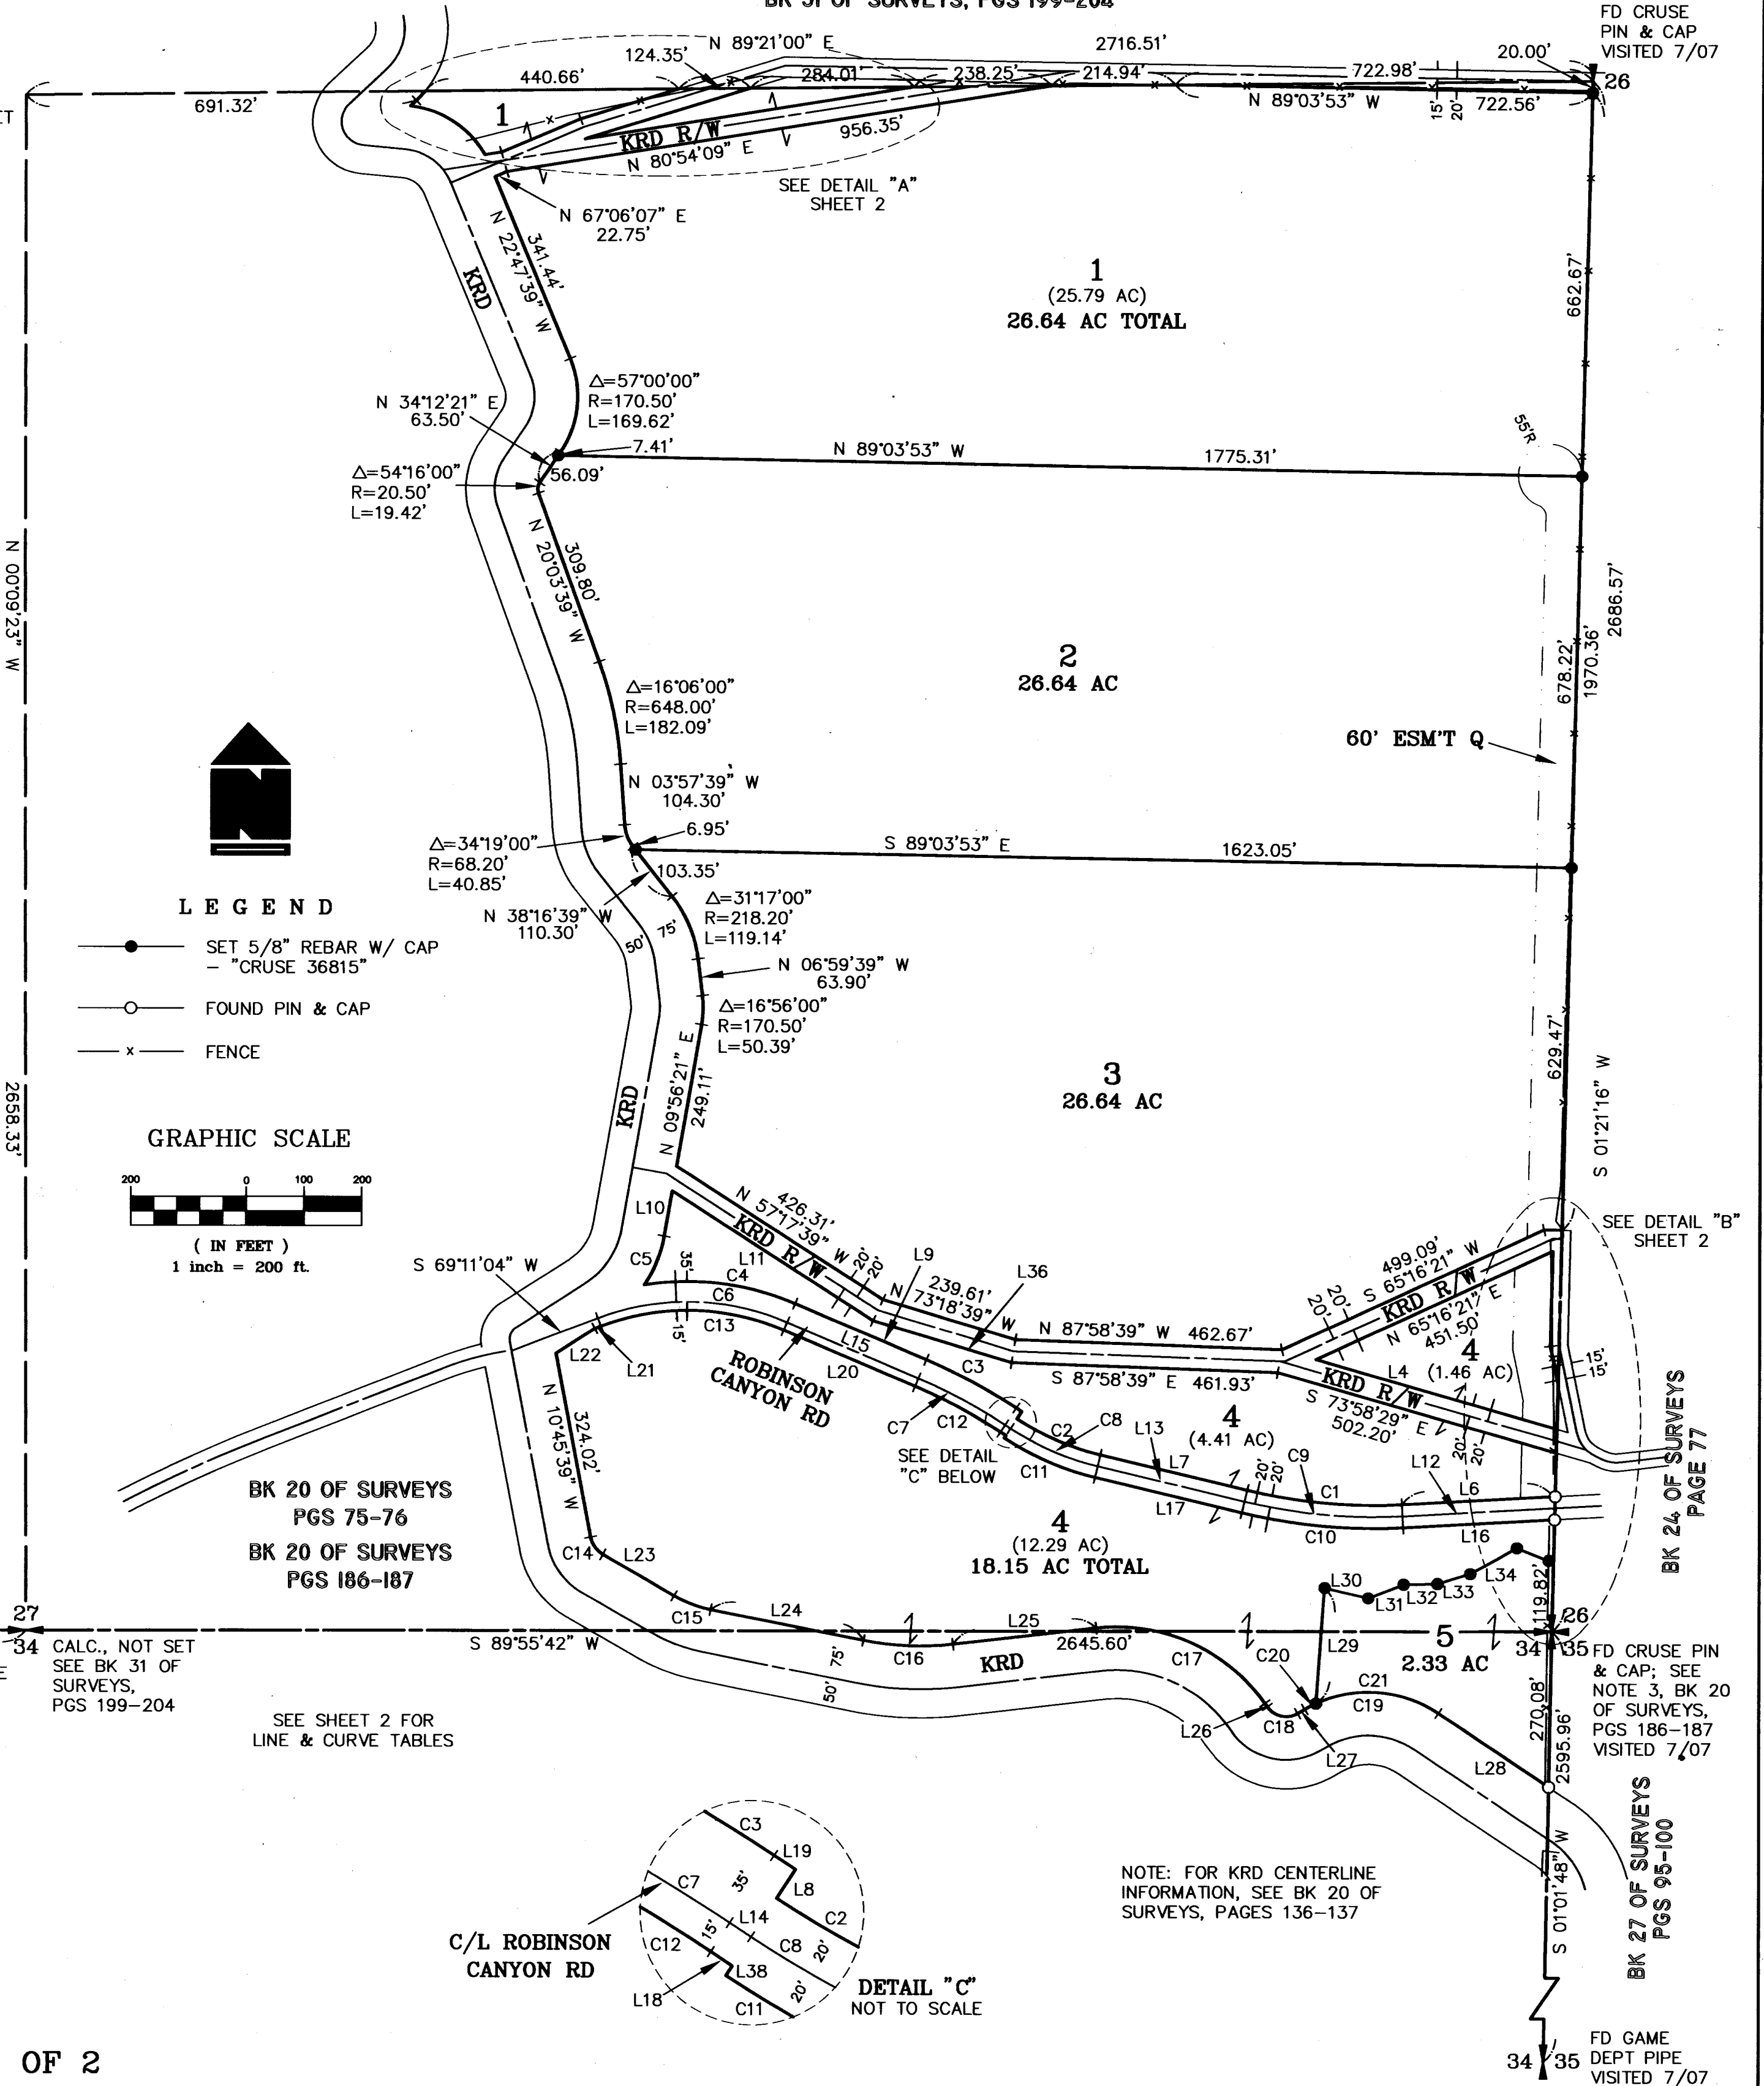 BK 31 OF SURVEYS, PGS 199-204
FD CRUSE
PIN & CAP
VISITED 7/07
N 89°21'00" E
2716.51'
20.00'
124.35'
440.66'
284.01'
238.25'
214.94'
722.98'
26
691.32'
N 89°03'53" W
722.56'
15'
20'
1
KRD R/W
956.35'
N 80°54'09" E
SEE DETAIL "A"
SHEET 2
N 67°06'07" E
22.75'
341.44'
N 22°47'39" W
KRD
1
(25.79 AC)
26.64 AC TOTAL
662.67'
Δ=57°00'00"
R=170.50'
L=169.62'
N 34°12'21" E
63.50'
7.41'
N 89°03'53" W
1775.31'
55'R
56.09'
Δ=54°16'00"
R=20.50'
L=19.42'
N 00°09'23" W
309.80'
N 20°03'39" W
2686.57'
678.22'
1970.36'
2
26.64 AC
Δ=16°06'00"
R=648.00'
L=182.09'
60' ESM'T Q
N 03°57'39" W
104.30'
6.95'
S 89°03'53" E
1623.05'
Δ=34°19'00"
R=68.20'
L=40.85'
103.35'
N 38°16'39" W
110.30'
Δ=31°17'00"
R=218.20'
L=119.14'
75'
50'
N 06°59'39" W
63.90'
Δ=16°56'00"
R=170.50'
L=50.39'
LEGEND
SET 5/8" REBAR W/ CAP
- "CRUSE 36815"
FOUND PIN & CAP
x FENCE
2658.33'
GRAPHIC SCALE
200 0 100 200
( IN FEET )
1 inch = 200 ft.
KRD
N 09°56'21" E
249.11'
3
26.64 AC
629.47'
S 01°21'16" W
SEE DETAIL "B"
SHEET 2
L10
426.31'
N 57°17'39" W
KRD R/W
20'
20'
S 69°11'04" W
C5
35'
L11
C4
C6
L9
239.61'
N 73°18'39" W
L36
499.09'
S 65°16'21" W
20'
20'
KRD R/W
N 65°16'21" E
451.50'
15'
C13
L15
N 87°58'39" W 462.67'
4
(1.46 AC)
15'
15'
L22
L21
ROBINSON
CANYON RD
L20
C3
S 87°58'39" E 461.93'
L4
KRD R/W
S 73°58'29" E
502.20'
20'
20'
N 10°45'39" W
324.02'
C7
C12
C2
C8
4
(4.41 AC)
L13
L7
SEE DETAIL
"C" BELOW
C11
20'
20'
C9
L12
C1
L6
L17
C10
L16
BK 24 OF SURVEYS
PAGE 77
BK 20 OF SURVEYS
PGS 75-76
BK 20 OF SURVEYS
PGS 186-187
4
(12.29 AC)
18.15 AC TOTAL
C14
L23
L30
L31
L32
L33
L34
119.82'
C15
L24
L25
27
34
S 89°55'42" W
2645.60'
26
34
35
CALC., NOT SET
SEE BK 31 OF
SURVEYS,
PGS 199-204
75'
C16
KRD
50'
C17
C20
L29
5
2.33 AC
FD CRUSE PIN
& CAP; SEE
NOTE 3, BK 20
OF SURVEYS,
PGS 186-187
VISITED 7/07
C21
C19
L26
C18
L27
L28
270.08'
2595.96'
SEE SHEET 2 FOR
LINE & CURVE TABLES
C3
L19
L8
C7
35'
L14
C2
C12
15'
C8
20'
L38
20'
L18
C11
C/L ROBINSON
CANYON RD
DETAIL "C"
NOT TO SCALE
NOTE: FOR KRD CENTERLINE
INFORMATION, SEE BK 20 OF
SURVEYS, PAGES 136-137
S 01°01'48" W
BK 27 OF SURVEYS
PGS 95-100
OF 2
34
35
FD GAME
DEPT PIPE
VISITED 7/07